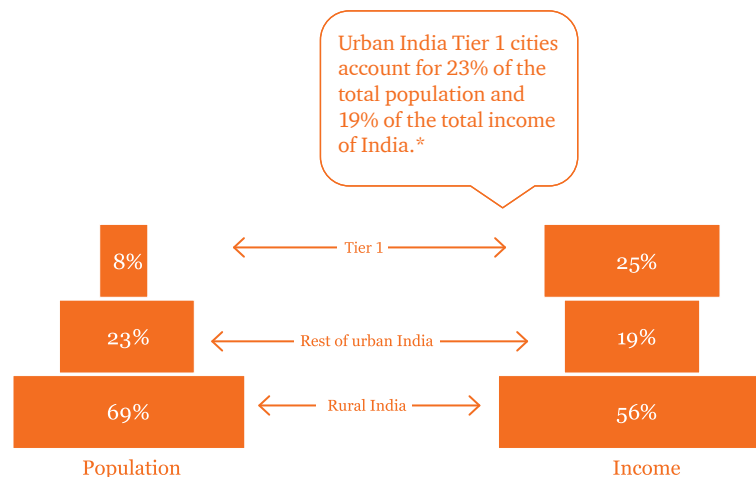 Urban India Tier 1 cities
account for 23% of the
total population and
19% of the total income
of India.*
8%
Tier 1
25%
23%
Rest of urban India
19%
69%
Rural India
56%
Population
Income